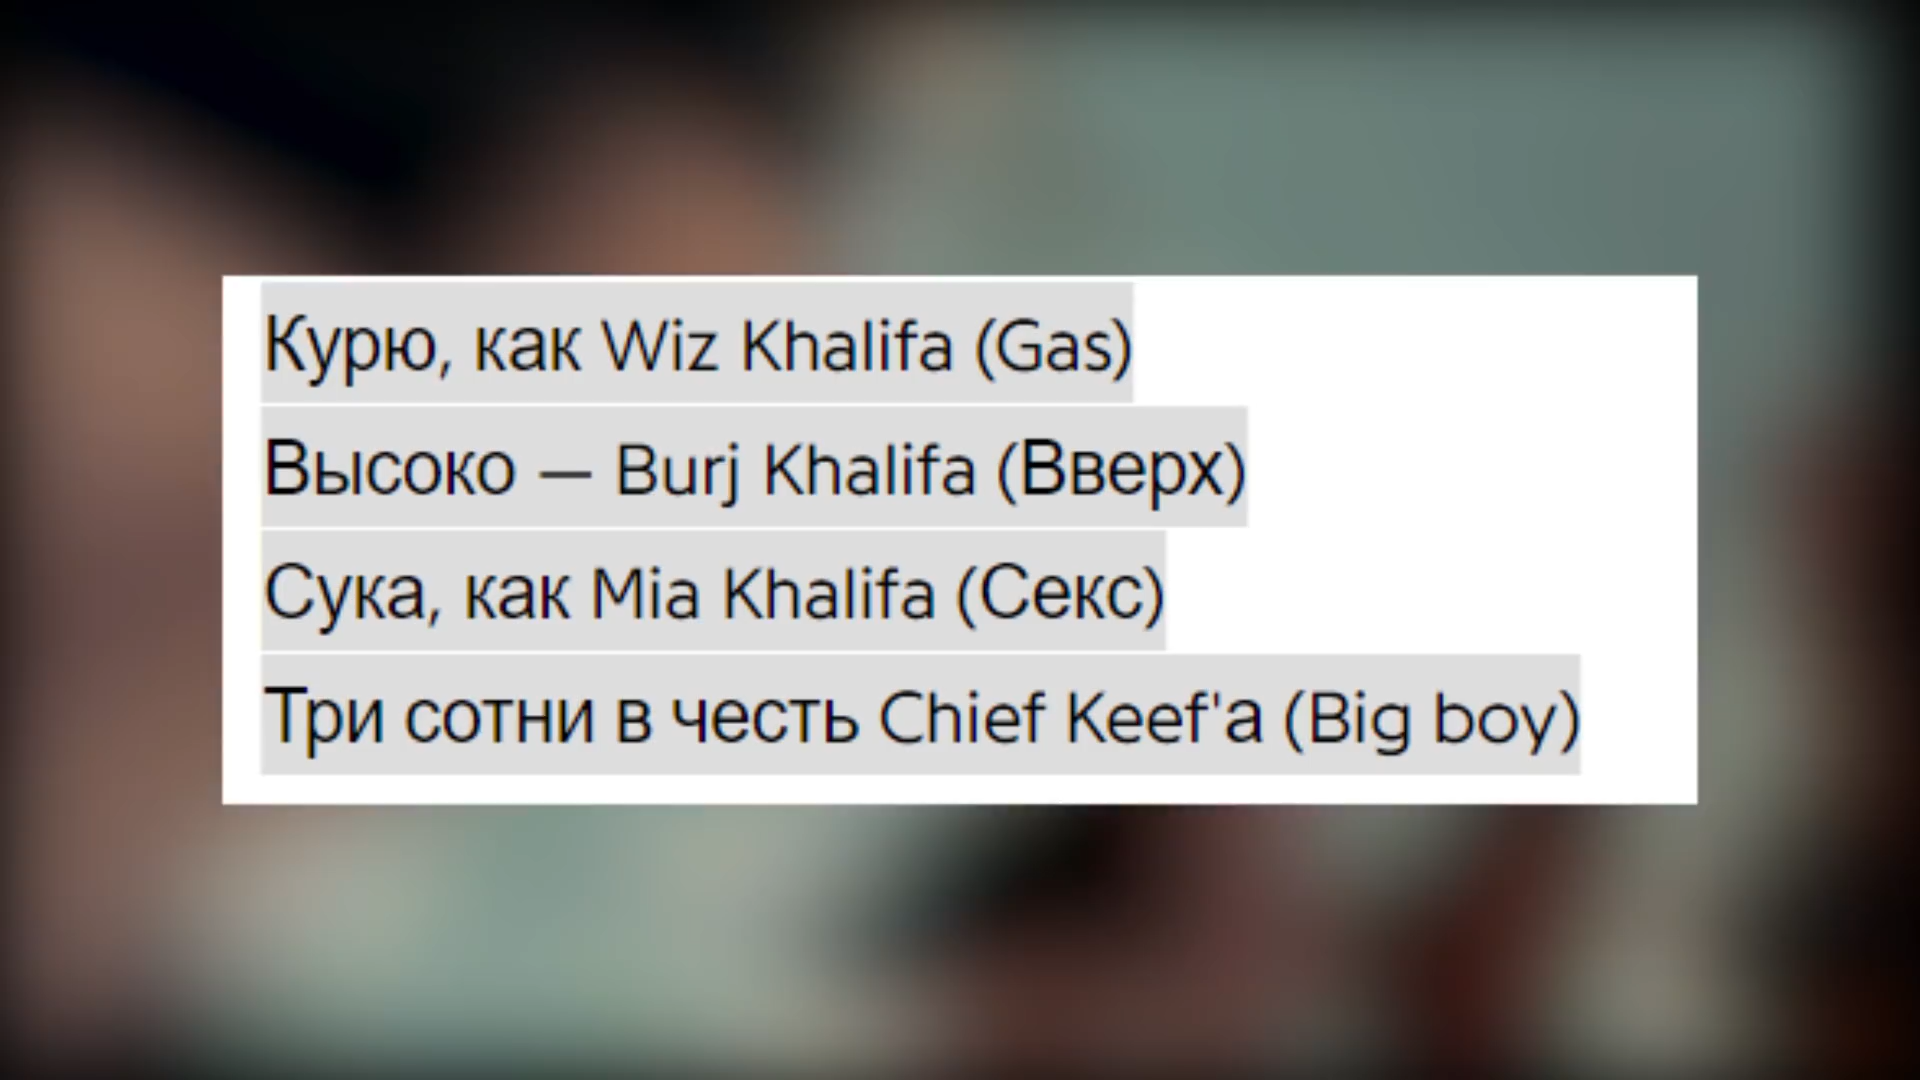 Курю, как Wiz Khalifa (Gas)
Высоко — Burj Khalifa (Вверх)
Сука, как Mia Khalifa (Секс)
Три сотни в честь Chief Keef'а (Big boy)